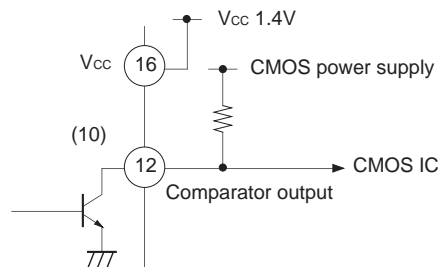 Vcc 1.4V
Vcc
16
CMOS power supply
(10)
12
CMOS IC
Comparator output